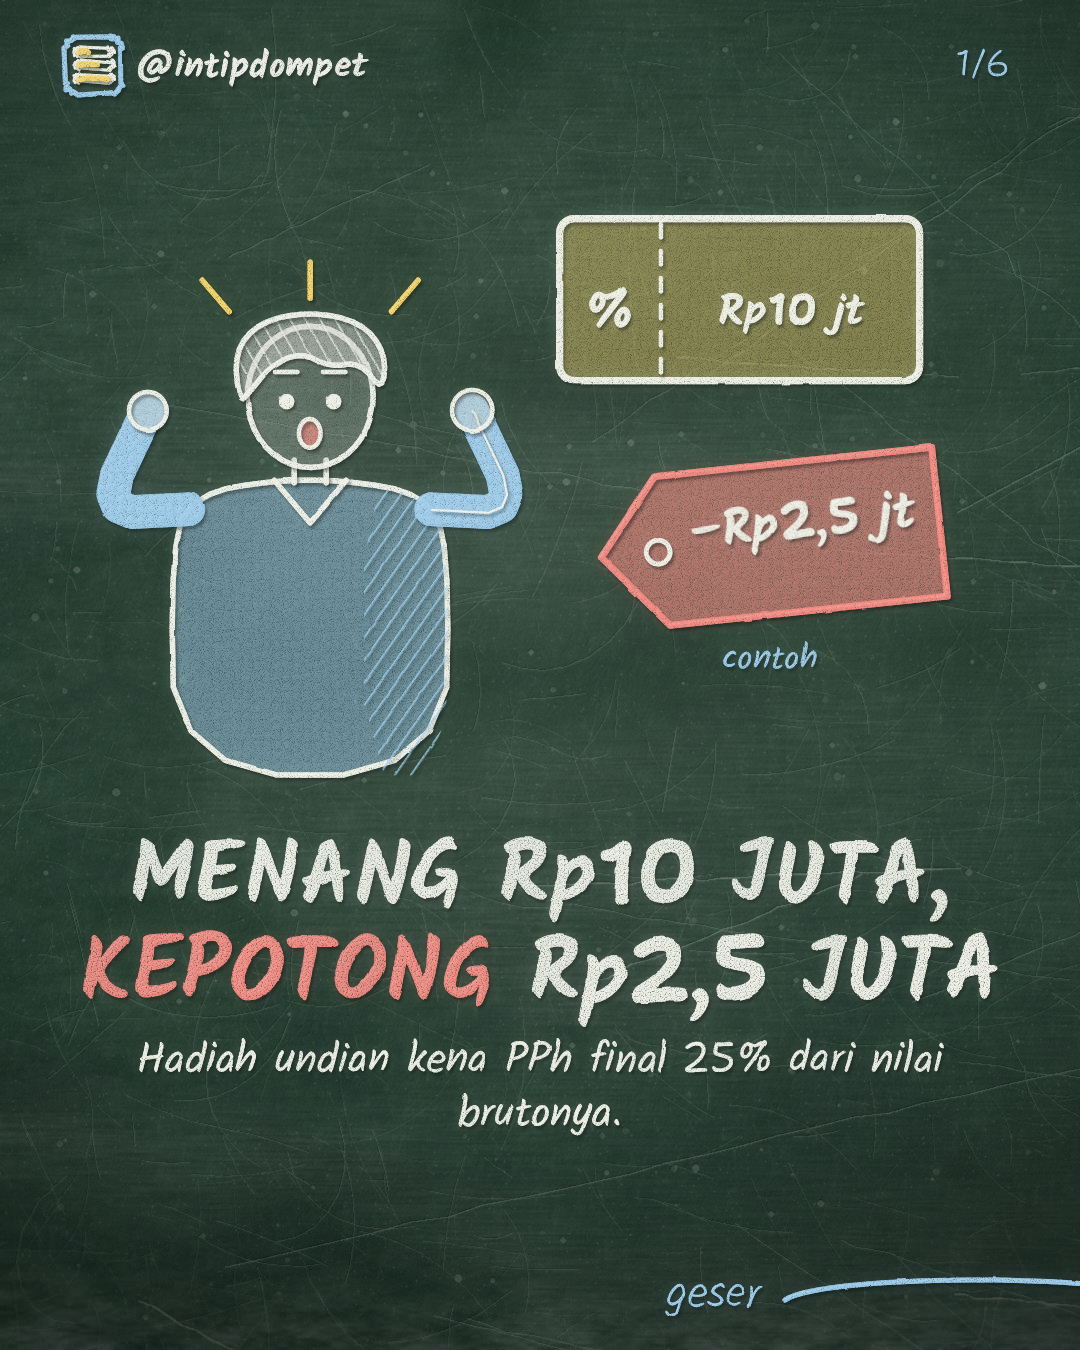 @intipdompet
1/6
% Rp10 jt
-Rp2,5 jt
contoh
MENANG Rp10 JUTA,
KEPOTONG Rp2,5 JUTA
Hadiah undian kena PPh final 25% dari nilai
brutonya.
geser